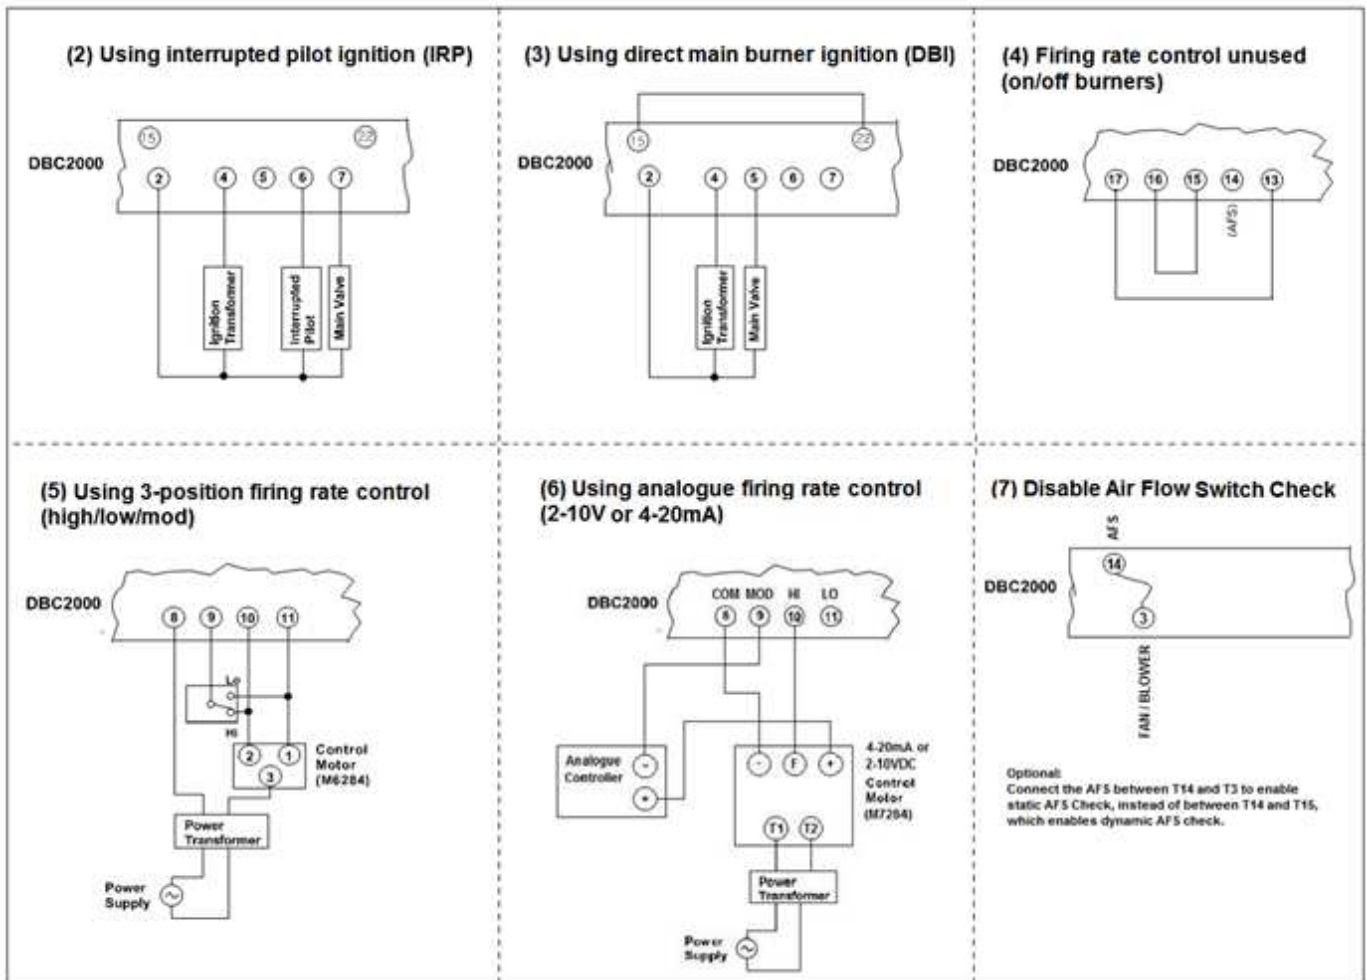 (2) Using interrupted pilot ignition (IRP)
DBC2000
15
22
2
4
5
6
7
Ignition
Transformer
Interrupted
Pilot
Main Valve
(3) Using direct main burner ignition (DBI)
DBC2000
15
22
2
4
5
6
7
Ignition
Transformer
Main Valve
(4) Firing rate control unused
(on/off burners)
DBC2000
17
16
15
14
13
(AFS)
(5) Using 3-position firing rate control
(high/low/mod)
DBC2000
8
9
10
11
Lo
Hi
2
1
3
Control
Motor
(M6284)
Power
Transformer
Power
Supply
~
(6) Using analogue firing rate control
(2-10V or 4-20mA)
DBC2000
COM MOD HI LO
8
9
10
11
Analogue
Controller
-
+
-
F
+
4-20mA or
2-10VDC
Control
Motor
(M7284)
T1
T2
Power
Transformer
Power
Supply
~
(7) Disable Air Flow Switch Check
AFS
14
DBC2000
3
FAN / BLOWER
Optional:
Connect the AFS between T14 and T3 to enable
static AFS Check, instead of between T14 and T15,
which enables dynamic AFS check.